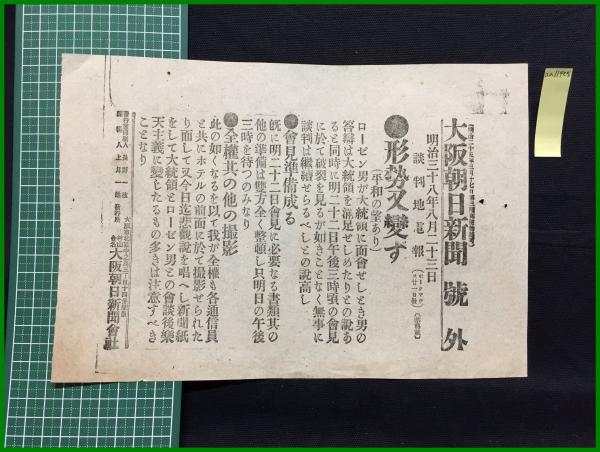 大阪朝日新聞 號外
明治三十八年八月二十二日
談判地電報
形勢又變ず
(平和の望あり)
ローゼン男が大統領に面會せしとき男の
答辯は大統領を滿足せしめたりとの說あ
ると同時に明二十二日午後三時頃の會見
に於て破裂を見るが如きことなく無事に
談判は繼續せらるべしとの說高し
會見準備成る
旣に明二十二日會見に必要なる書類其の
他の準備は雙方全く整頓し只明日の午後
三時を待つのみなり
全權其の他の撮影
此の如くなるを以て我が全權も各通信員
と共にホテルの前面に於て撮影せられた
り而して又今日迄悲觀說を唱へし新聞紙
をして大統領とローゼン男との會談後樂
天主義に變じたるもの多きは注意すべき
ことなり
大阪朝日新聞會社